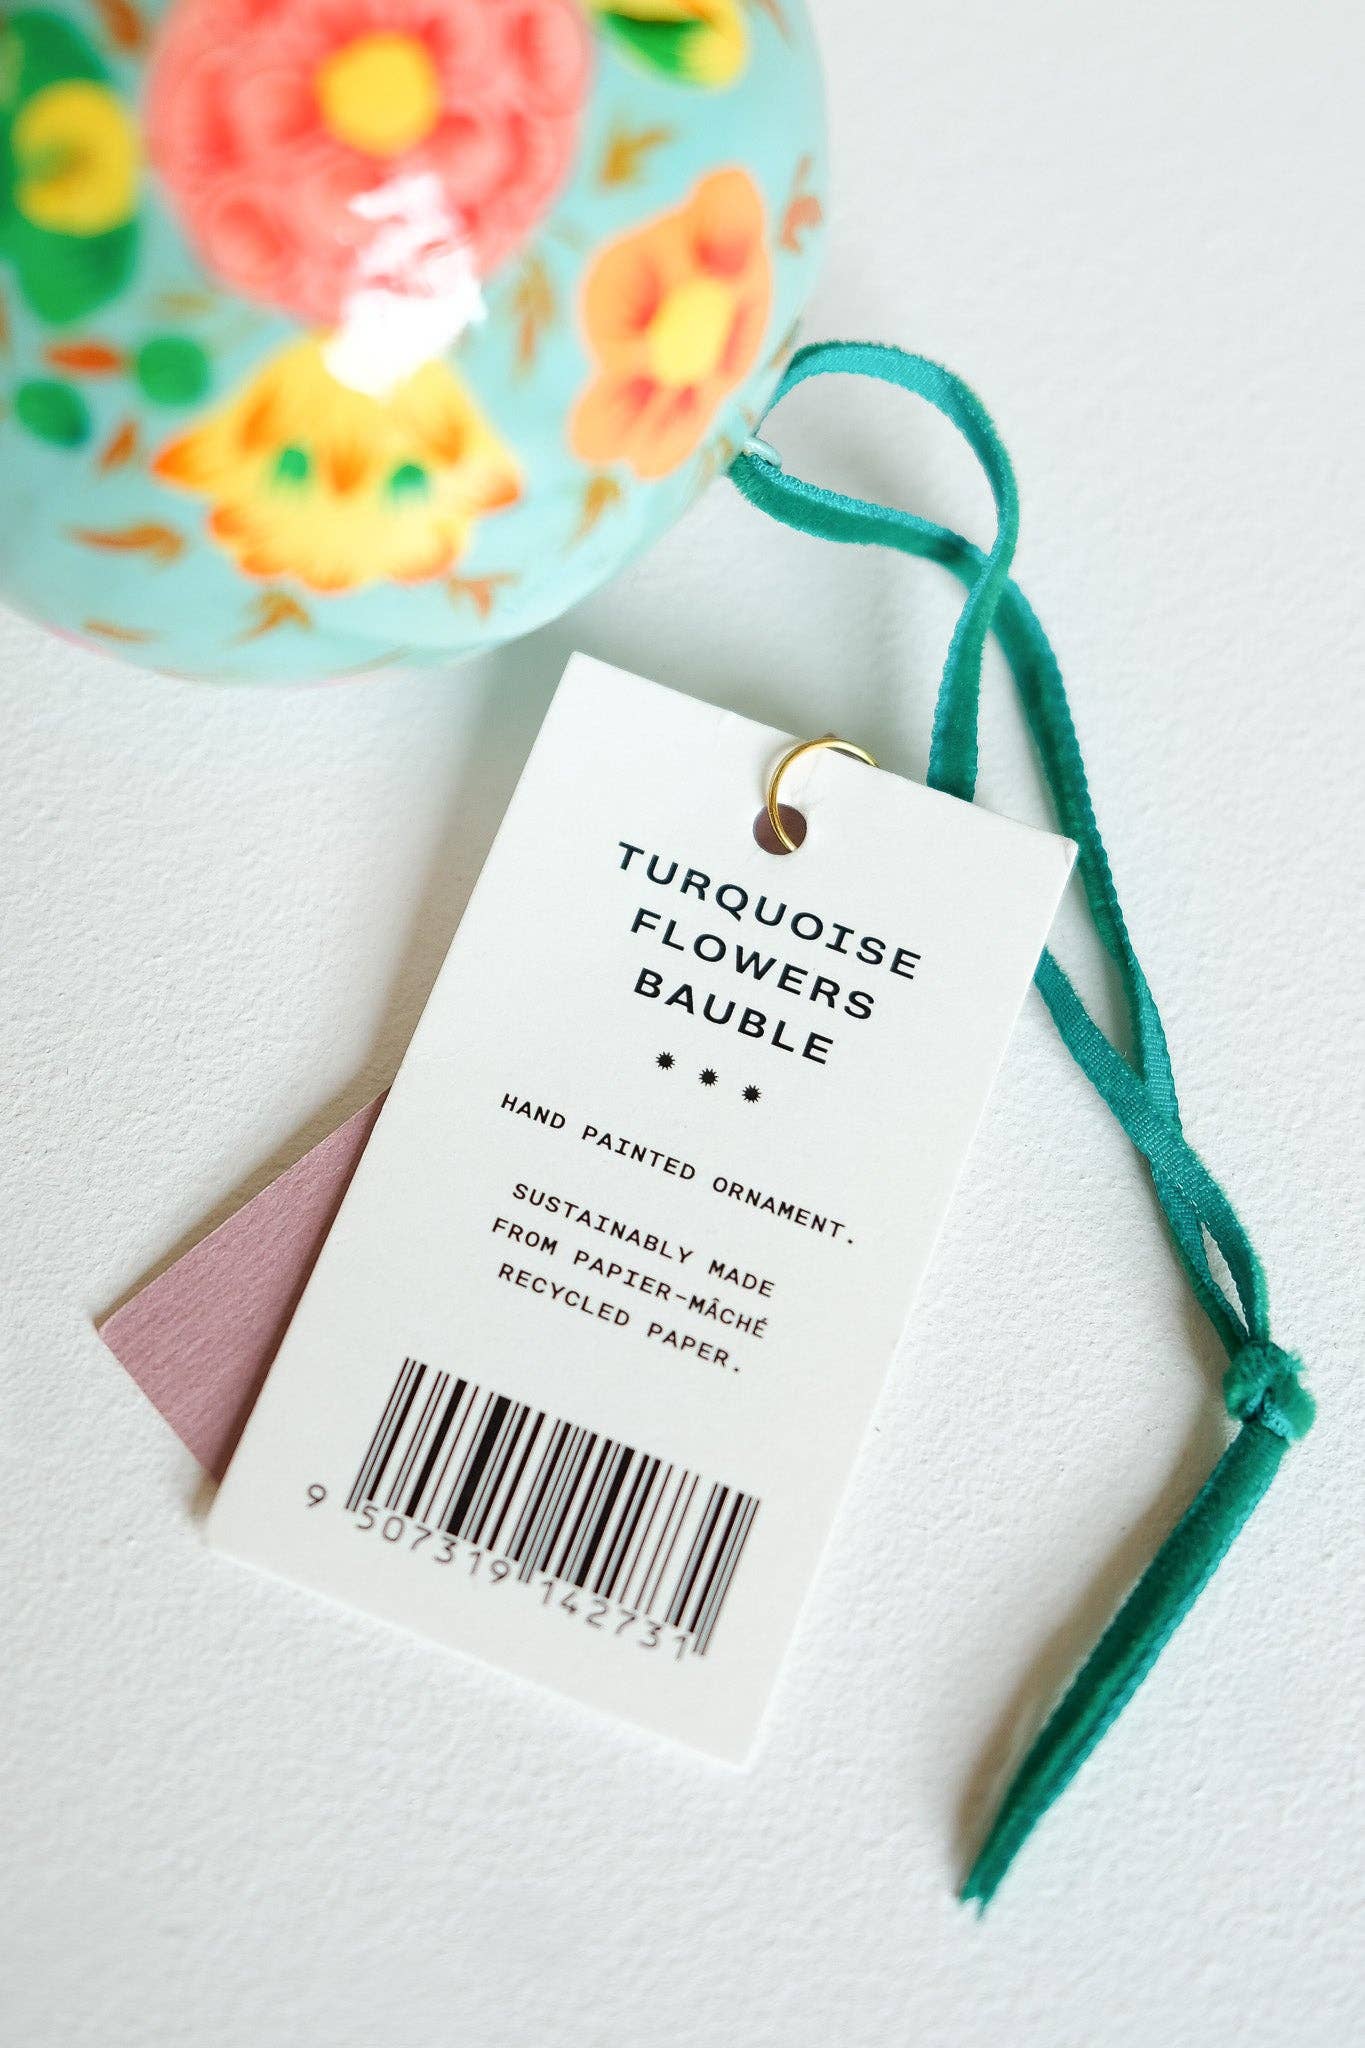 TURQUOISE
FLOWERS
BAUBLE
HAND PAINTED ORNAMENT.
SUSTAINABLY MADE
FROM PAPIER-MÂCHÉ
RECYCLED PAPER.
9 507319 142731